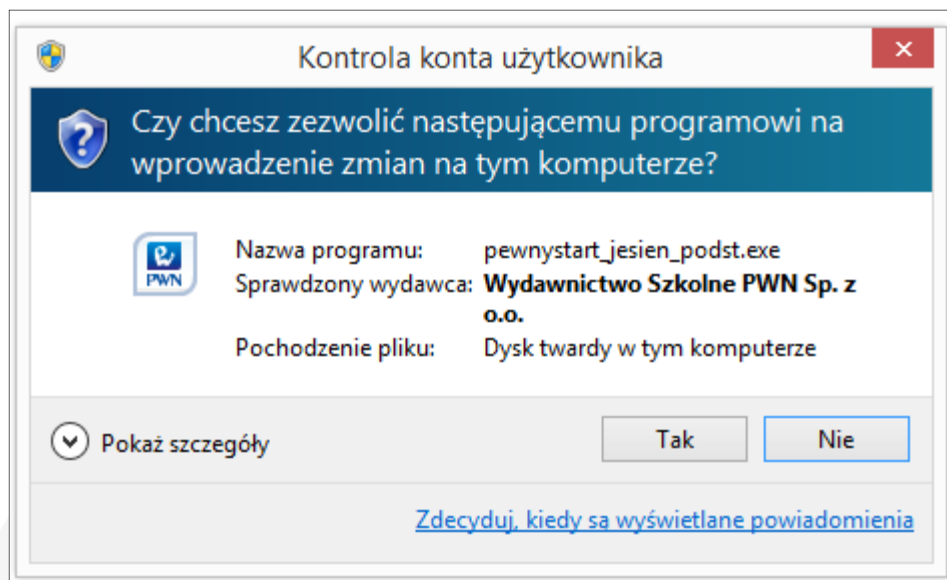 Kontrola konta użytkownika
Czy chcesz zezwolić następującemu programowi na
wprowadzenie zmian na tym komputerze?
PWN
Nazwa programu: pewnystart_jesien_podst.exe
Sprawdzony wydawca: Wydawnictwo Szkolne PWN Sp. z
o.o.
Pochodzenie pliku: Dysk twardy w tym komputerze
Pokaż szczegóły
Tak
Nie
Zdecyduj, kiedy są wyświetlane powiadomienia